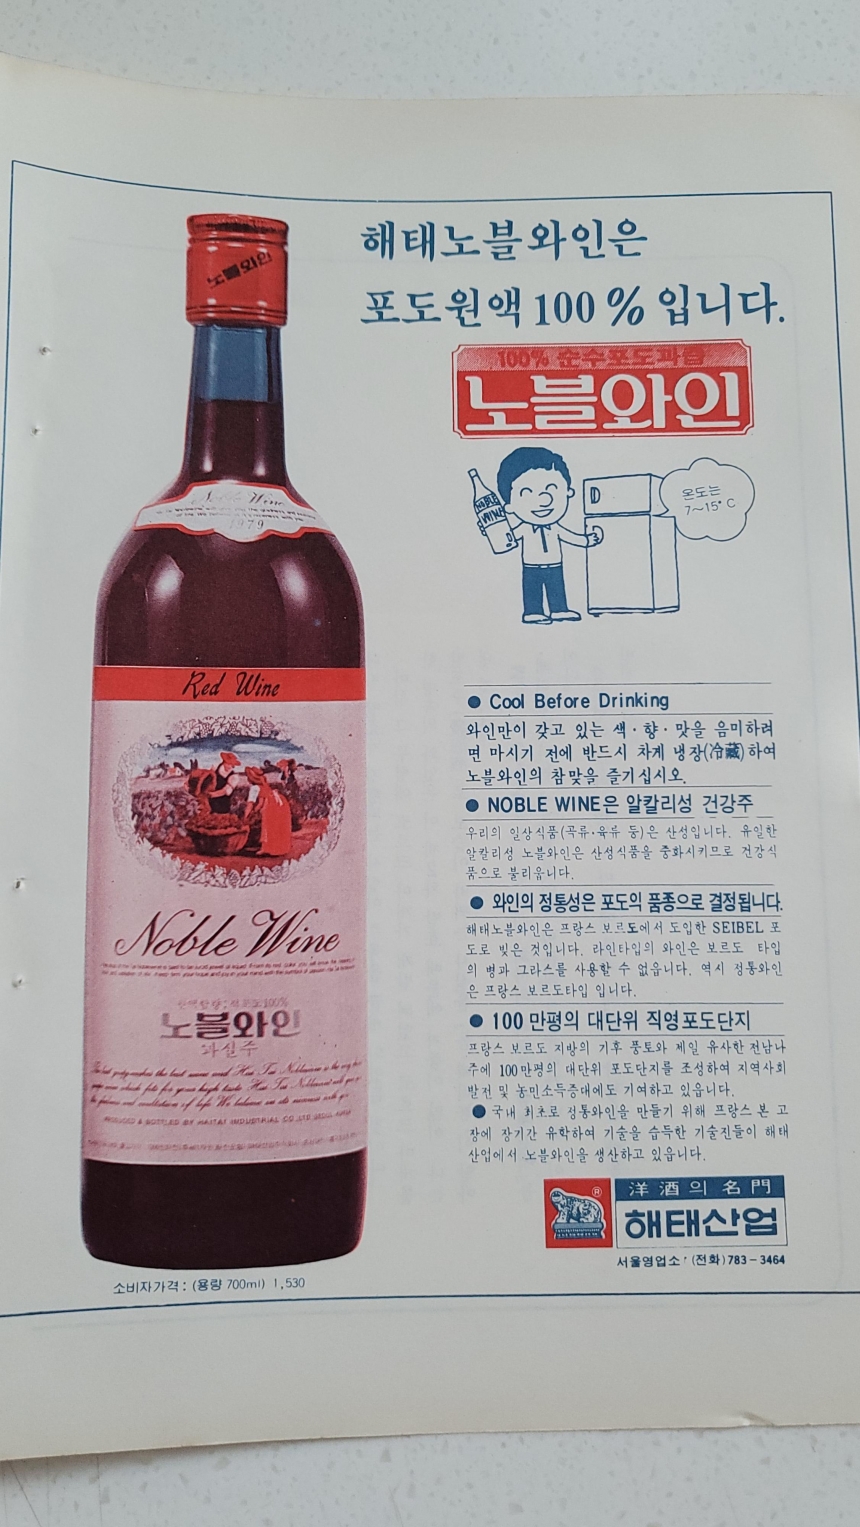 해태노블와인은
포도원액 100 % 입니다.
100% 순수포도과즙
노블와인
노블와인
NOBLE
WINE
온도는
7~15°C
Noble Wine
1979
Red Wine
Noble Wine
노블와인
과실주
PRODUCED & BOTTLED BY HAITAI INDUSTRIAL CO LTD SEOUL KOREA
소비자가격 : (용량 700ml) 1,530
● Cool Before Drinking
와인만이 갖고 있는 색·향·맛을 음미하려
면 마시기 전에 반드시 차게 냉장(冷藏)하여
노블와인의 참맛을 즐기십시오.
● NOBLE WINE은 알칼리성 건강주
우리의 일상식품(곡류·육류 등)은 산성입니다. 유일한
알칼리성 노블와인은 산성식품을 중화시키므로 건강식
품으로 불리웁니다.
● 와인의 정통성은 포도의 품종으로 결정됩니다.
해태노블와인은 프랑스 보르도에서 도입한 SEIBEL 포
도로 빚은 것입니다. 라인타입의 와인은 보르도 타입
의 병과 그라스를 사용할 수 없읍니다. 역시 정통와인
은 프랑스 보르도타입 입니다.
● 100 만평의 대단위 직영포도단지
프랑스 보르도 지방의 기후 풍토와 제일 유사한 전남나
주에 100만평의 대단위 포도단지를 조성하여 지역사회
발전 및 농민소득증대에도 기여하고 있읍니다.
● 국내 최초로 정통와인을 만들기 위해 프랑스 본 고
장에 장기간 유학하여 기술을 습득한 기술진들이 해태
산업에서 노블와인을 생산하고 있읍니다.
®
洋酒의 名門
해태산업
서울영업소 · (전화) 783-3464